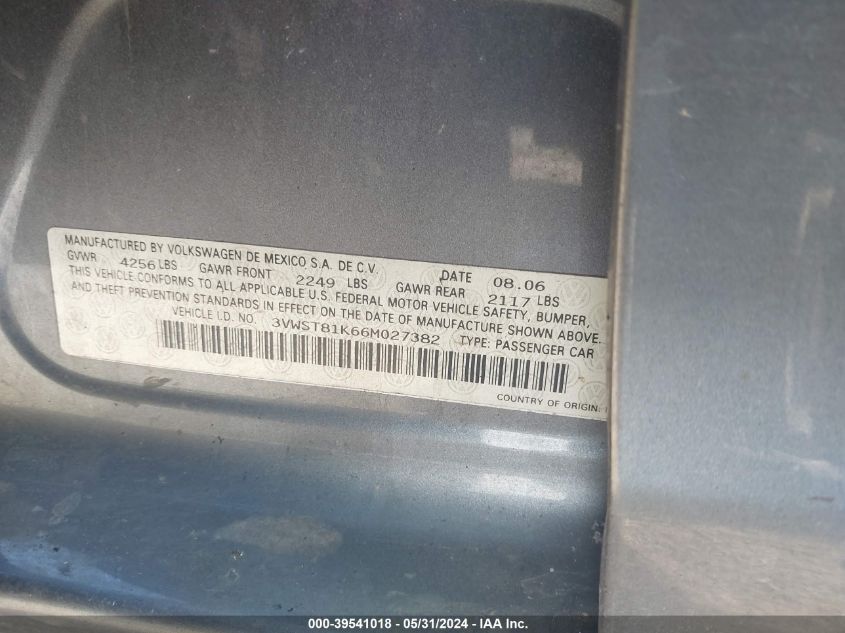 MANUFACTURED BY VOLKSWAGEN DE MEXICO S.A. DE C.V. DATE 08.06
GVWR 4256 LBS GAWR FRONT 2249 LBS GAWR REAR 2117 LBS
THIS VEHICLE CONFORMS TO ALL APPLICABLE U.S. FEDERAL MOTOR VEHICLE SAFETY, BUMPER,
AND THEFT PREVENTION STANDARDS IN EFFECT ON THE DATE OF MANUFACTURE SHOWN ABOVE.
VEHICLE I.D. NO. 3VWST81K66M027382 TYPE: PASSENGER CAR
COUNTRY OF ORIGIN:
000-39541018 - 05/31/2024 - IAA Inc.